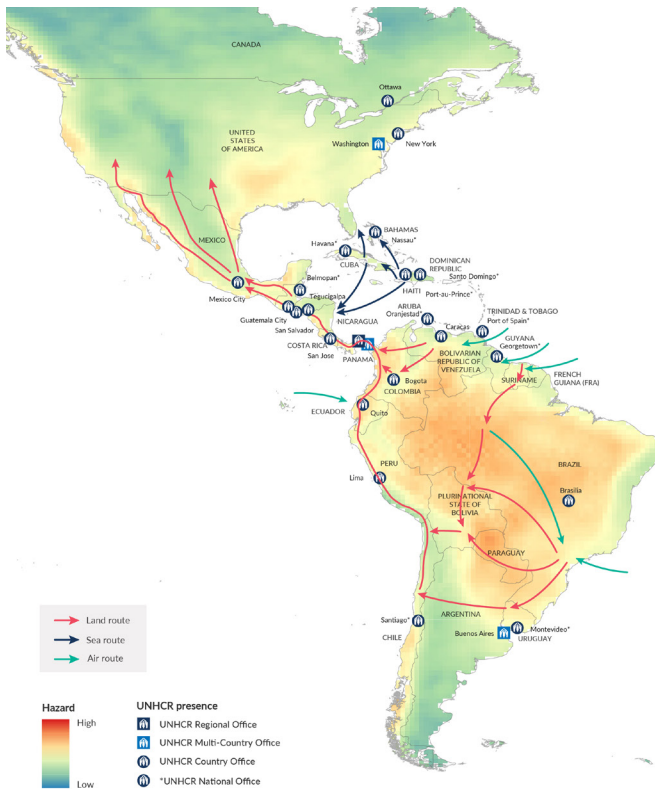 CANADA
Ottawa
UNITED
STATES
OF AMERICA
Washington
New York
MEXICO
BAHAMAS
Nassau*
Havana*
CUBA
DOMINICAN
REPUBLIC
Santo Domingo*
HAITI
Port-au-Prince*
Belmopan*
Mexico City
Tegucigalpa
Guatemala City
San Salvador
NICARAGUA
ARUBA
Oranjestad*
TRINIDAD & TOBAGO
Port of Spain*
Caracas
COSTA RICA
San Jose
PANAMA
GUYANA
Georgetown*
BOLIVARIAN
REPUBLIC OF
VENEZUELA
SURINAME
FRENCH
GUIANA (FRA)
Bogota
COLOMBIA
ECUADOR
Quito
PERU
Lima
BRAZIL
Brasilia
PLURINATIONAL
STATE OF
BOLIVIA
PARAGUAY
ARGENTINA
Santiago*
CHILE
Buenos Aires
Montevideo*
URUGUAY
Land route
Sea route
Air route
Hazard
High
Low
UNHCR presence
UNHCR Regional Office
UNHCR Multi-Country Office
UNHCR Country Office
*UNHCR National Office